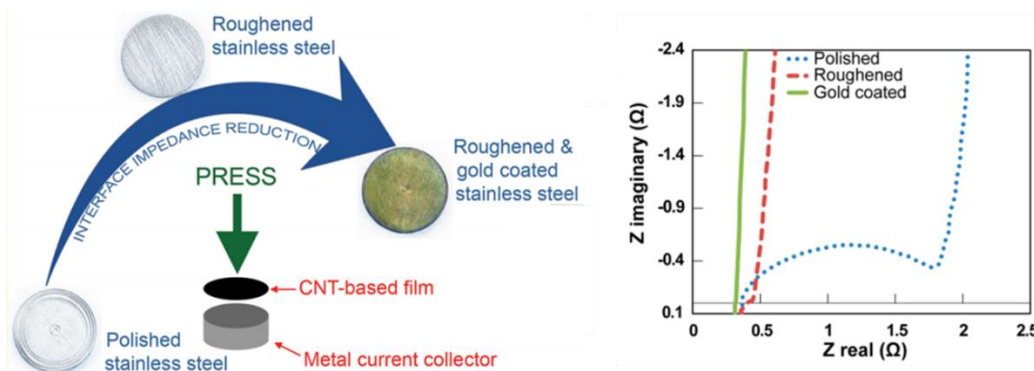 Roughened
stainless steel
INTERFACE IMPEDANCE REDUCTION
PRESS
Roughened &
gold coated
stainless steel
CNT-based film
Polished
stainless steel
Metal current collector
Polished
Roughened
Gold coated
Z imaginary (Ω)
-2.4
-1.9
-1.4
-0.9
-0.4
0.1
0
0.5
1
1.5
2
2.5
Z real (Ω)